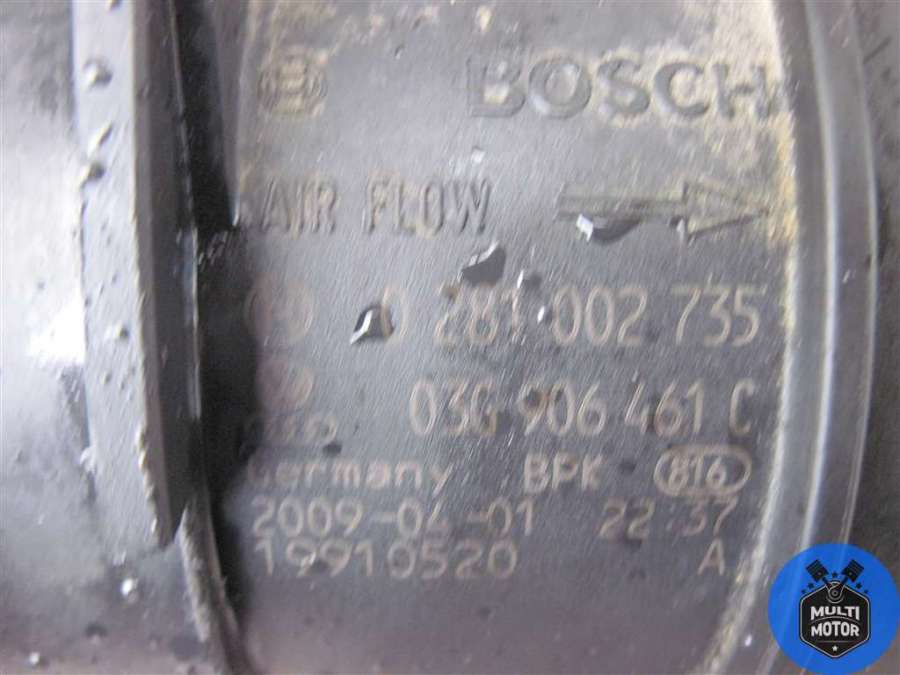 BOSCH
AIR FLOW
0 281 002 735
03G 906 461 C
Germany BPK 816
2009-04-01 22:37
19910520 A
MULTI
MOTOR